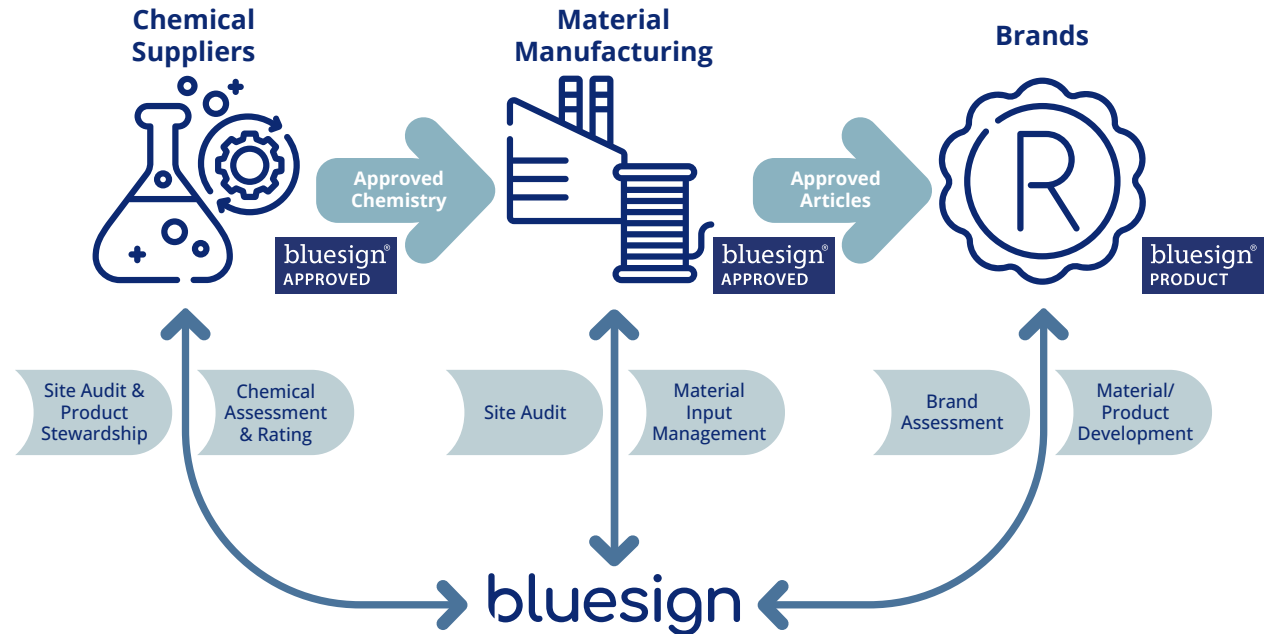 Chemical
Suppliers
Material
Manufacturing
Brands
Approved
Chemistry
Approved
Articles
R
bluesign®
APPROVED
bluesign®
APPROVED
bluesign®
PRODUCT
Site Audit &
Product
Stewardship
Chemical
Assessment
& Rating
Site Audit
Material
Input
Management
Brand
Assessment
Material/
Product
Development
bluesign